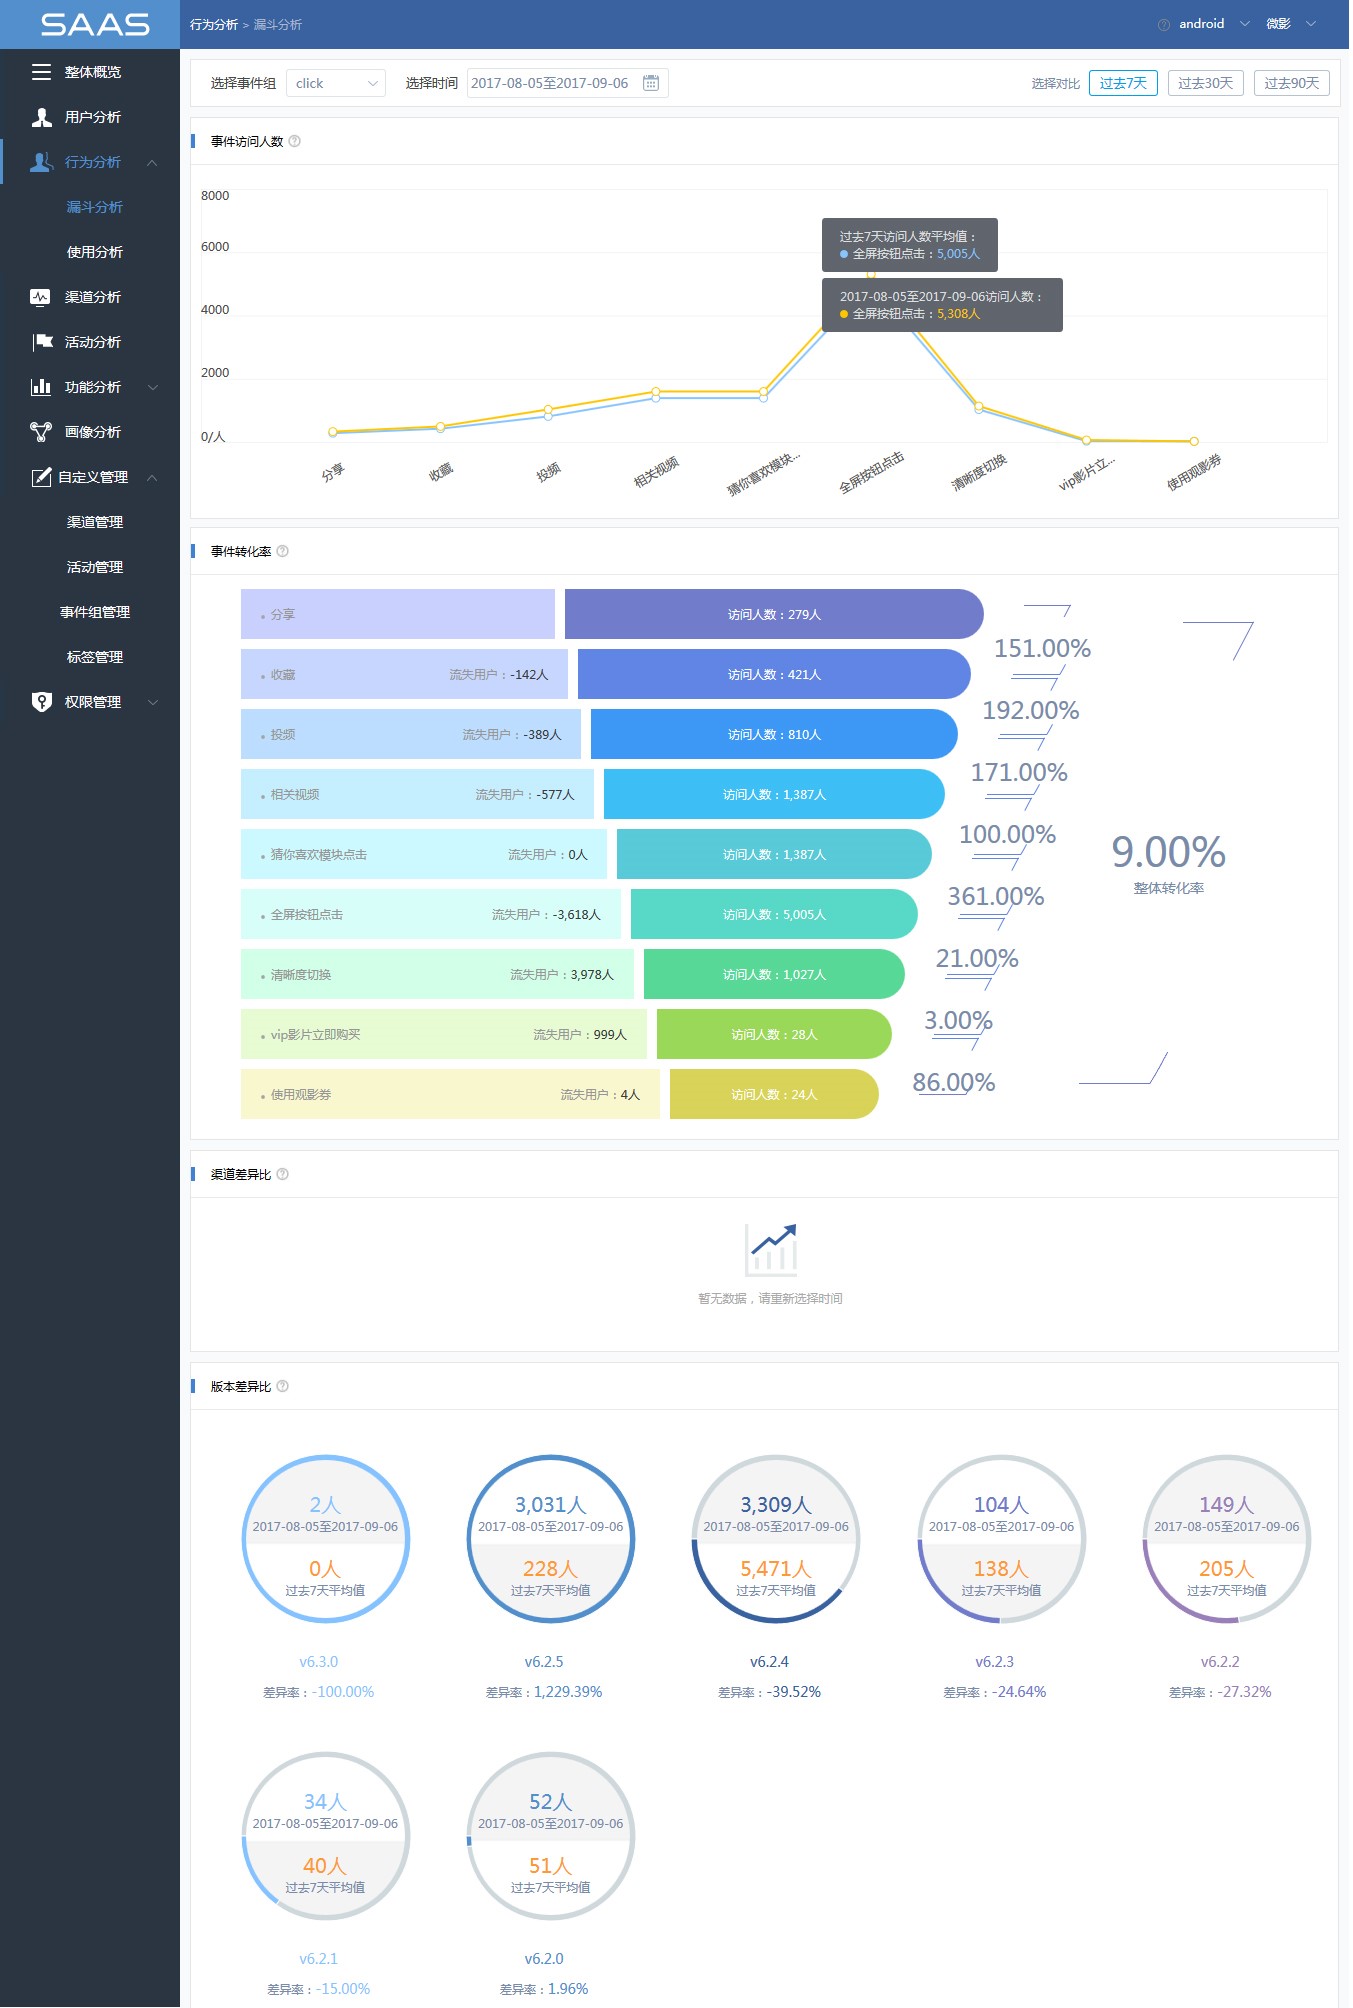 SAAS
行为分析 > 漏斗分析
android
微影
整体概览
用户分析
行为分析
漏斗分析
使用分析
渠道分析
活动分析
功能分析
画像分析
自定义管理
渠道管理
活动管理
事件组管理
标签管理
权限管理
选择事件组 click 选择时间 2017-08-05至2017-09-06 选择对比 过去7天 过去30天 过去90天
事件访问人数
8000
6000
4000
2000
0/人
过去7天访问人数平均值：
全屏按钮点击：5,005人
2017-08-05至2017-09-06访问人数：
全屏按钮点击：5,308人
分享 收藏 投频 相关视频 猜你喜欢模块... 全屏按钮点击 清晰度切换 vip影片立... 使用观影券
事件转化率
分享 访问人数：279人
151.00%
收藏 流失用户：-142人 访问人数：421人
192.00%
投频 流失用户：-389人 访问人数：810人
171.00%
相关视频 流失用户：-577人 访问人数：1,387人
100.00%
猜你喜欢模块点击 流失用户：0人 访问人数：1,387人
361.00%
全屏按钮点击 流失用户：-3,618人 访问人数：5,005人
21.00%
清晰度切换 流失用户：3,978人 访问人数：1,027人
3.00%
vip影片立即购买 流失用户：999人 访问人数：28人
86.00%
使用观影券 流失用户：4人 访问人数：24人
9.00%
整体转化率
渠道差异比
暂无数据，请重新选择时间
版本差异比
2人
2017-08-05至2017-09-06
0人
过去7天平均值
v6.3.0
差异率：-100.00%
3,031人
2017-08-05至2017-09-06
228人
过去7天平均值
v6.2.5
差异率：1,229.39%
3,309人
2017-08-05至2017-09-06
5,471人
过去7天平均值
v6.2.4
差异率：-39.52%
104人
2017-08-05至2017-09-06
138人
过去7天平均值
v6.2.3
差异率：-24.64%
149人
2017-08-05至2017-09-06
205人
过去7天平均值
v6.2.2
差异率：-27.32%
34人
2017-08-05至2017-09-06
40人
过去7天平均值
v6.2.1
差异率：-15.00%
52人
2017-08-05至2017-09-06
51人
过去7天平均值
v6.2.0
差异率：1.96%